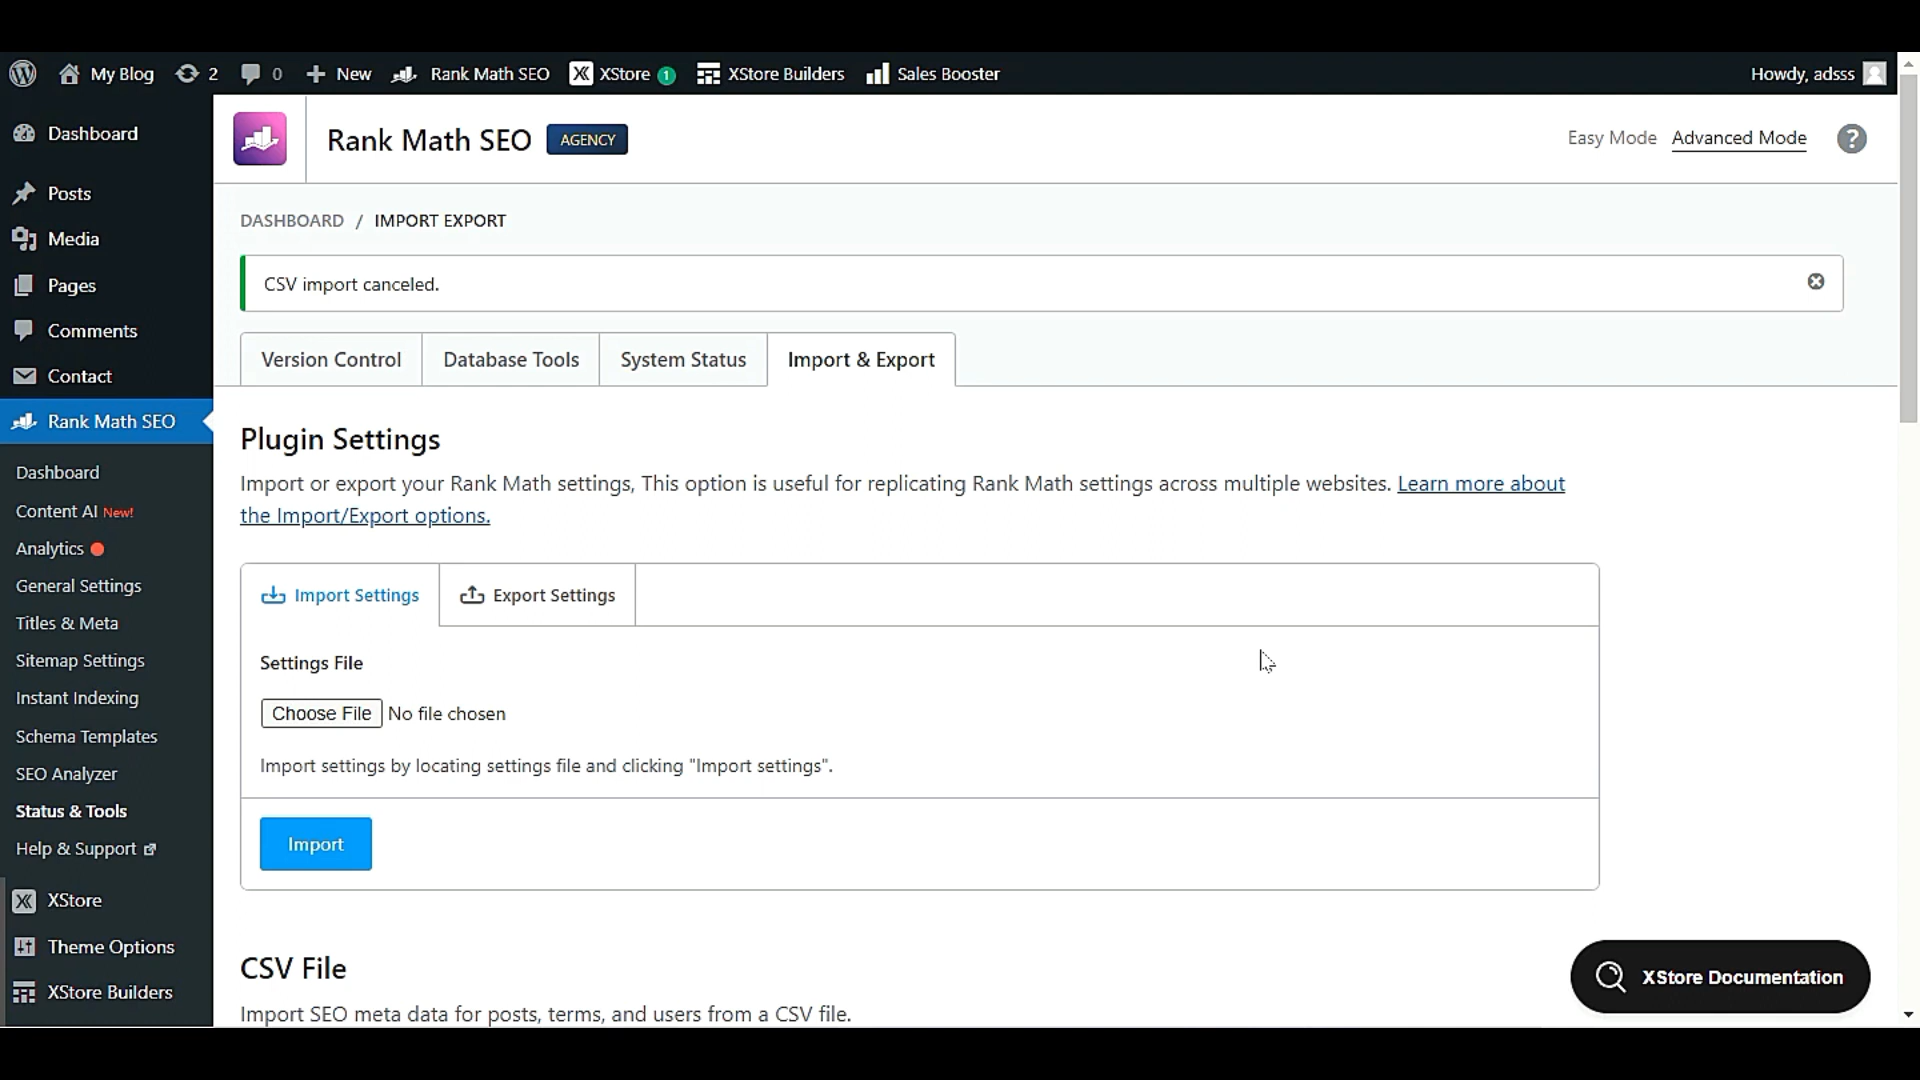 My Blog 2 0 New Rank Math SEO XStore 1 XStore Builders Sales Booster Howdy, adsss
Dashboard
Posts
Media
Pages
Comments
Contact
Rank Math SEO
Dashboard
Content AI New!
Analytics
General Settings
Titles & Meta
Sitemap Settings
Instant Indexing
Schema Templates
SEO Analyzer
Status & Tools
Help & Support
XStore
Theme Options
XStore Builders
Rank Math SEO AGENCY
Easy Mode Advanced Mode ?
DASHBOARD / IMPORT EXPORT
CSV import canceled.
Version Control Database Tools System Status Import & Export
Plugin Settings
Import or export your Rank Math settings, This option is useful for replicating Rank Math settings across multiple websites. Learn more about
the Import/Export options.
Import Settings Export Settings
Settings File
Choose File No file chosen
Import settings by locating settings file and clicking "Import settings".
Import
CSV File
Import SEO meta data for posts, terms, and users from a CSV file.
XStore Documentation